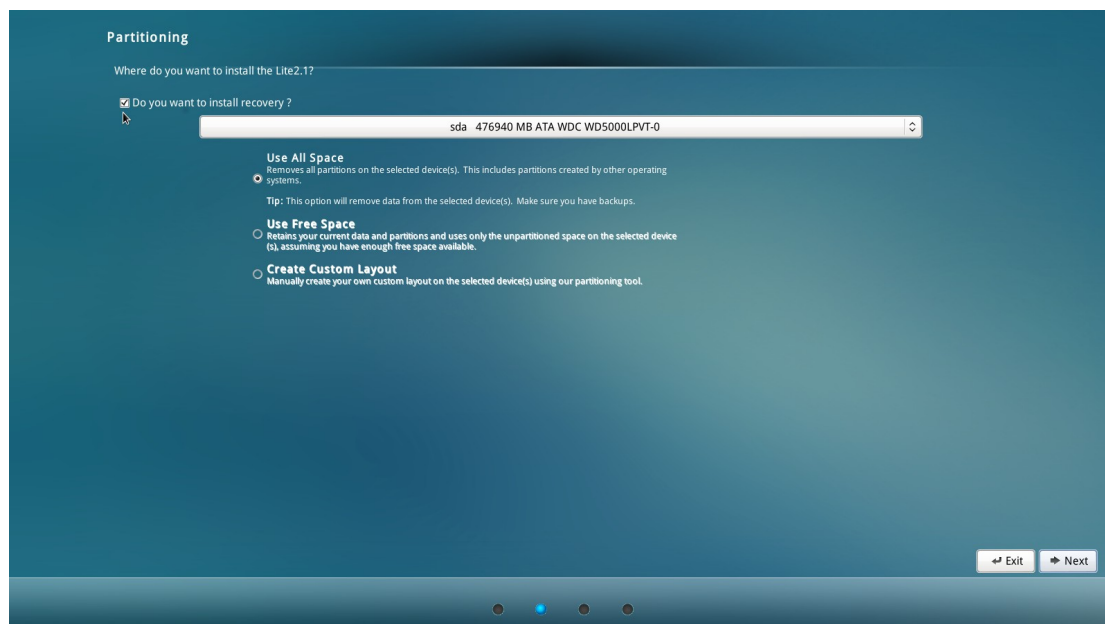 Partitioning
Where do you want to install the Lite2.1?
Do you want to install recovery ?
sda 476940 MB ATA WDC WD5000LPVT-0
Use All Space
Removes all partitions on the selected device(s). This includes partitions created by other operating
systems.
Tip: This option will remove data from the selected device(s). Make sure you have backups.
Use Free Space
Retains your current data and partitions and uses only the unpartitioned space on the selected device
(s), assuming you have enough free space available.
Create Custom Layout
Manually create your own custom layout on the selected device(s) using our partitioning tool.
Exit
Next